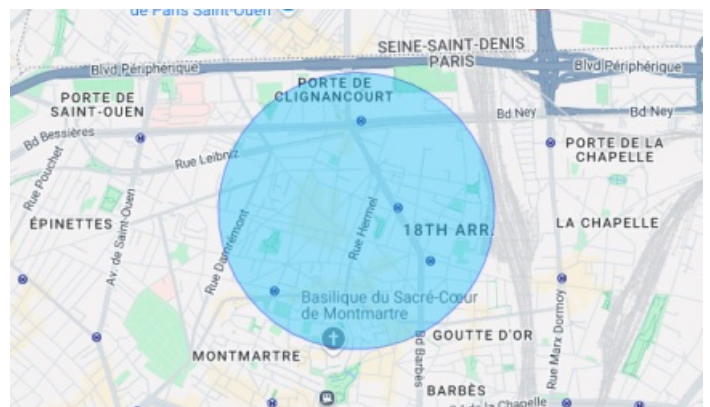 de Paris Saint-Ouen
SEINE-SAINT-DENIS
PARIS
Blvd Périphérique
Blvd Périphérique
PORTE DE
CLIGNANCOURT
PORTE DE
SAINT-OUEN
Bd Ney
Bd Ney
Bd Bessières
Rue Leibniz
PORTE DE LA
CHAPELLE
Rue Pouchet
ÉPINETTES
Av. de Saint-Ouen
Rue Damrémont
Rue Hermel
18TH ARR.
LA CHAPELLE
Basilique du Sacré-Cœur
de Montmartre
GOUTTE D'OR
MONTMARTRE
Bd Barbès
Rue Marx Dormoy
BARBÈS
de la Chapelle